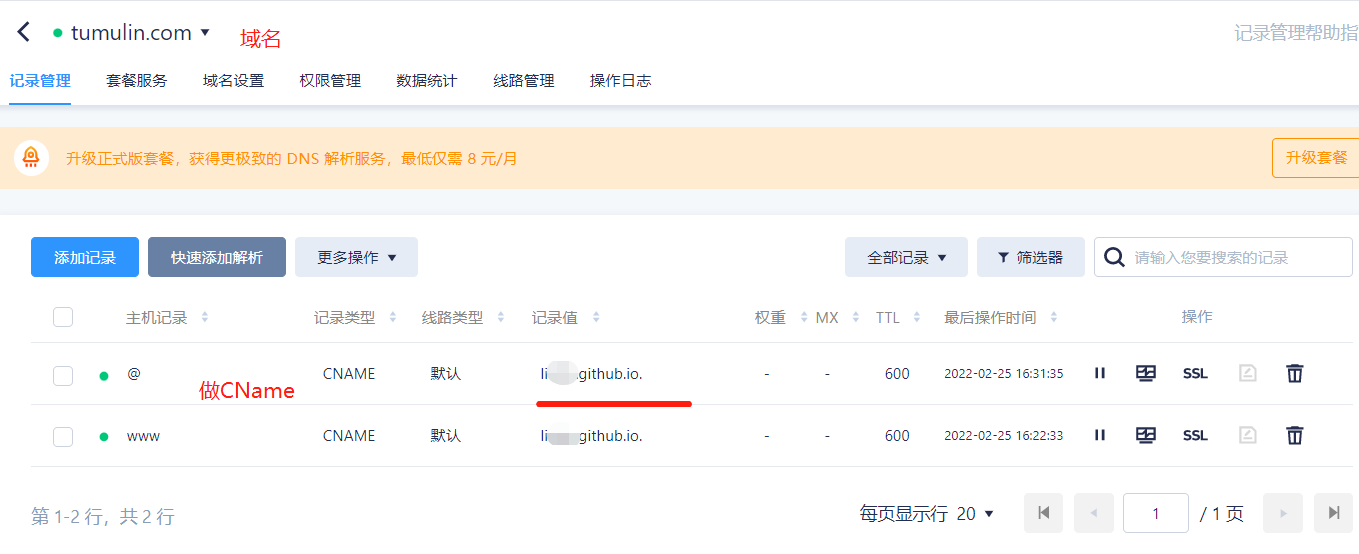 tumulin.com 域名 记录管理帮助指
记录管理 套餐服务 域名设置 权限管理 数据统计 线路管理 操作日志
升级正式版套餐，获得更极致的 DNS 解析服务，最低仅需 8 元/月 升级套餐
添加记录 快速添加解析 更多操作 全部记录 筛选器 请输入您要搜索的记录
主机记录 记录类型 线路类型 记录值 权重 MX TTL 最后操作时间 操作
@ CNAME 默认 li .github.io. - - 600 2022-02-25 16:31:35 SSL
做CName
www CNAME 默认 li github.io. - - 600 2022-02-25 16:22:33 SSL
第 1-2 行，共 2 行 每页显示行 20 1 / 1 页